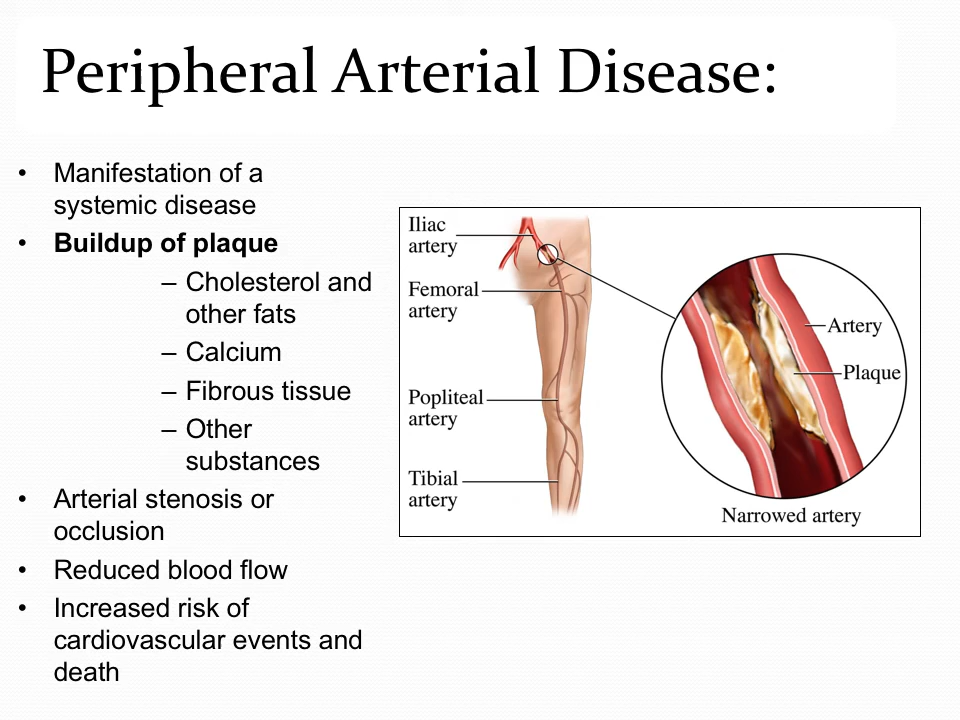 Peripheral Arterial Disease:
• Manifestation of a
systemic disease
• Buildup of plaque
– Cholesterol and
other fats
– Calcium
– Fibrous tissue
– Other
substances
• Arterial stenosis or
occlusion
• Reduced blood flow
• Increased risk of
cardiovascular events and
death
Iliac
artery
Femoral
artery
Popliteal
artery
Tibial
artery
Artery
Plaque
Narrowed artery